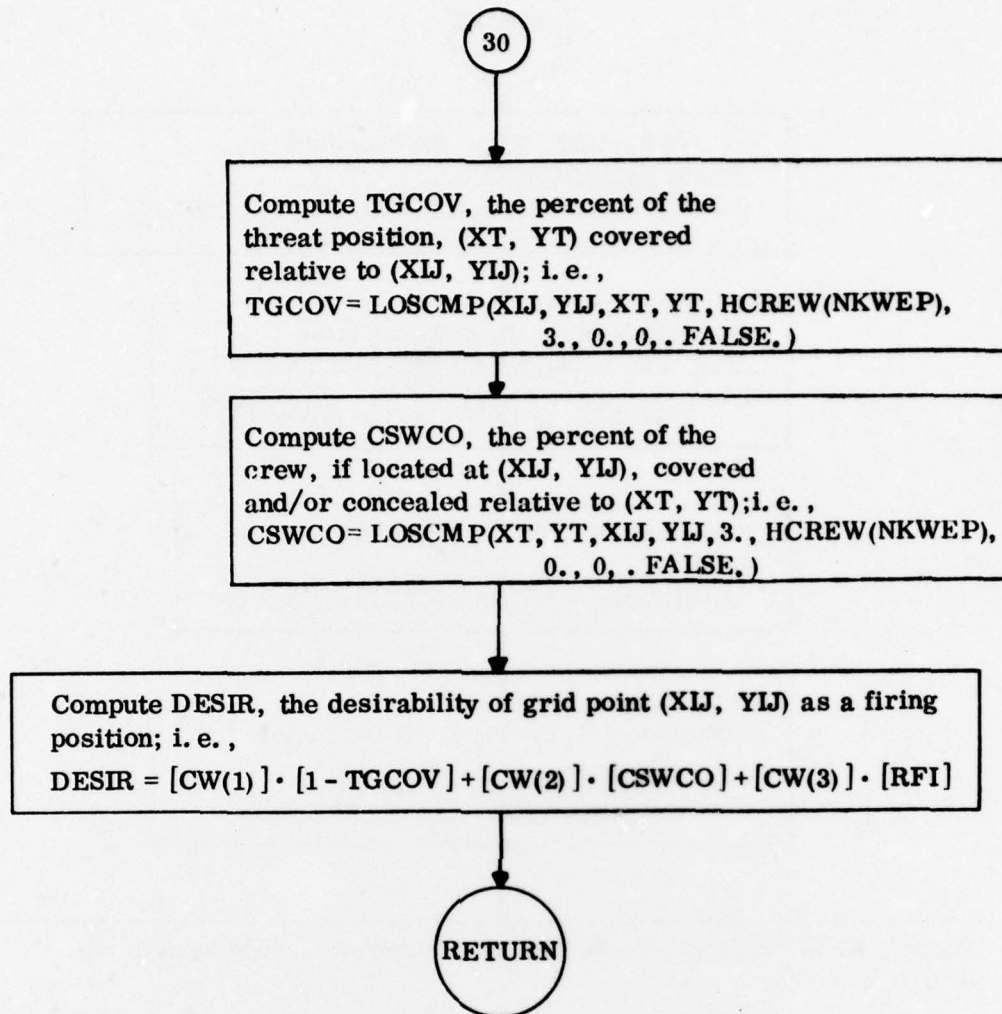 30
Compute TGCOV, the percent of the
threat position, (XT, YT) covered
relative to (XIJ, YIJ); i. e.,
TGCOV= LOSCMP(XIJ, YIJ, XT, YT, HCREW(NKWEP),
3., 0., 0, . FALSE. )
Compute CSWCO, the percent of the
crew, if located at (XIJ, YIJ), covered
and/or concealed relative to (XT, YT);i. e.,
CSWCO= LOSCMP(XT, YT, XIJ, YIJ, 3., HCREW(NKWEP),
0., 0, . FALSE. )
Compute DESIR, the desirability of grid point (XIJ, YIJ) as a firing
position; i. e.,
DESIR = [CW(1)] · [1 - TGCOV] + [CW(2)] · [CSWCO] + [CW(3)] · [RFI]
RETURN